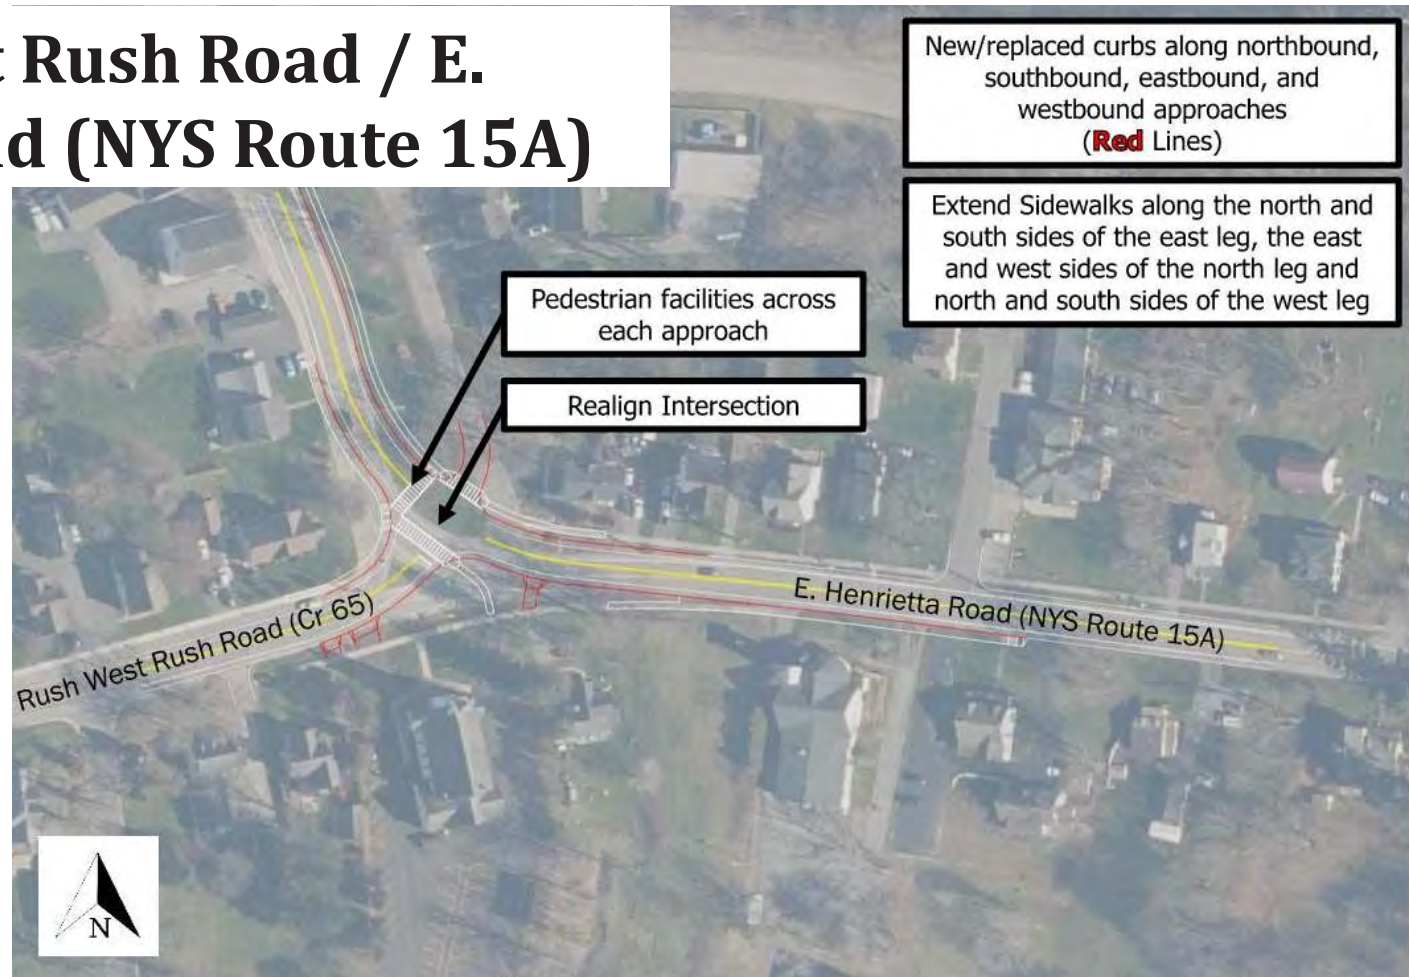 t Rush Road / E.
d (NYS Route 15A)
New/replaced curbs along northbound,
southbound, eastbound, and
westbound approaches
(Red Lines)
Extend Sidewalks along the north and
south sides of the east leg, the east
and west sides of the north leg and
north and south sides of the west leg
Pedestrian facilities across
each approach
Realign Intersection
E. Henrietta Road (NYS Route 15A)
Rush West Rush Road (Cr 65)
N